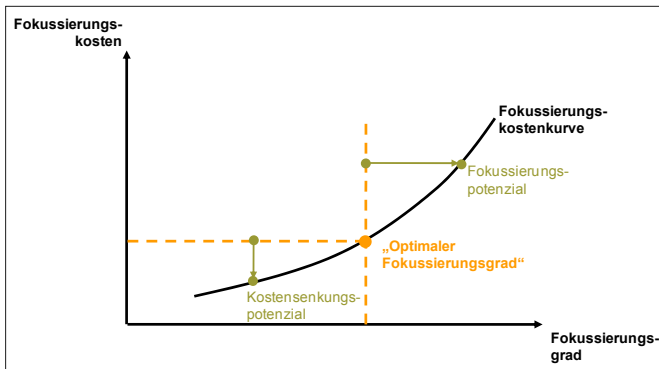 Fokussierungs-
kosten
Fokussierungs-
kostenkurve
Fokussierungs-
potenzial
„Optimaler
Fokussierungsgrad“
Kostensenkungs-
potenzial
Fokussierungs-
grad